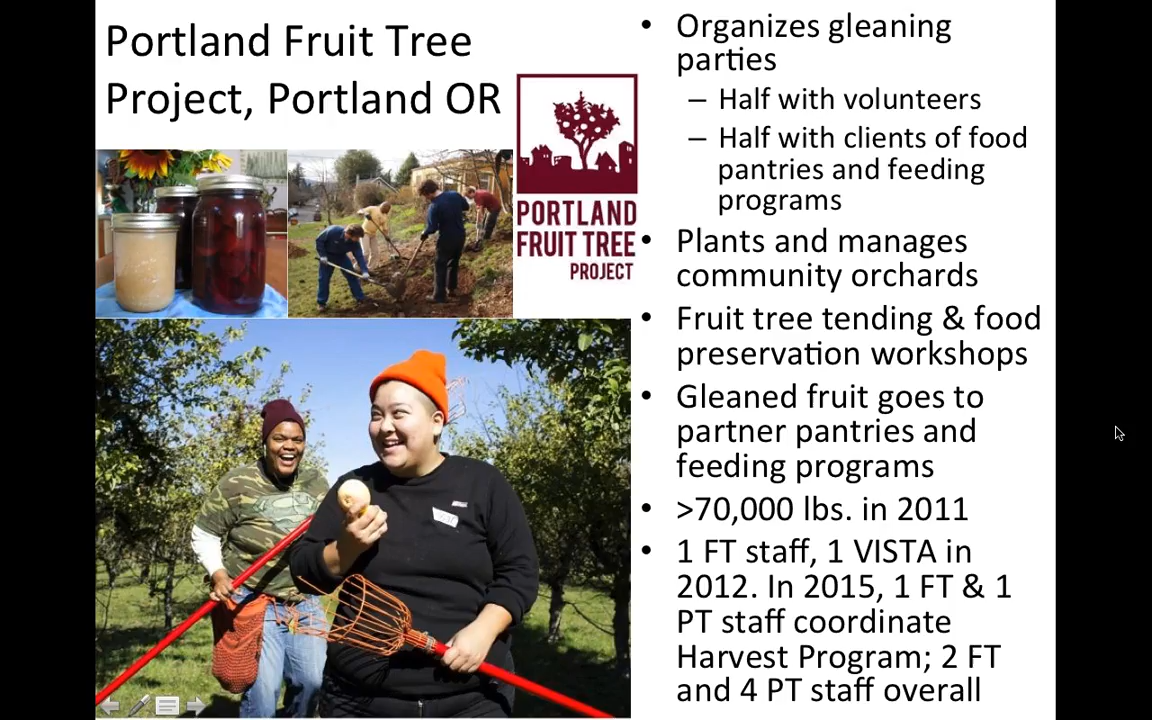 Portland Fruit Tree
Project, Portland OR
PORTLAND
FRUIT TREE
PROJECT
• Organizes gleaning
parties
– Half with volunteers
– Half with clients of food
pantries and feeding
programs
• Plants and manages
community orchards
• Fruit tree tending & food
preservation workshops
• Gleaned fruit goes to
partner pantries and
feeding programs
• >70,000 lbs. in 2011
• 1 FT staff, 1 VISTA in
2012. In 2015, 1 FT & 1
PT staff coordinate
Harvest Program; 2 FT
and 4 PT staff overall